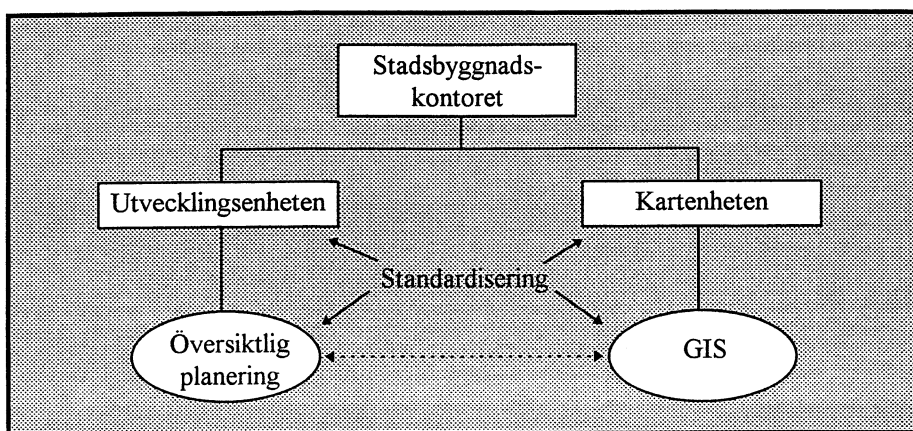 Stadsbyggnads-
kontoret
Utvecklingsenheten
Kartenheten
Standardisering
Översiktlig
planering
GIS